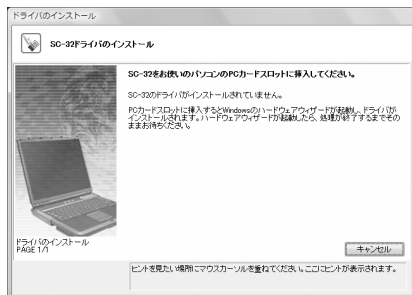 ドライバのインストール
SC-32ドライバのインストール
SC-32をお使いのパソコンのPCカードスロットに挿入してください。
SC-32のドライバがインストールされていません。
PCカードスロットに挿入するとWindowsのハードウェアウィザードが起動し、ドライバが
インストールされます。ハードウェアウィザードが起動したら、処理が終了するまでその
ままお待ちください。
ドライバのインストール
PAGE 1/1
キャンセル
ヒントを見たい場所にマウスカーソルを重ねてください。ここにヒントが表示されます。